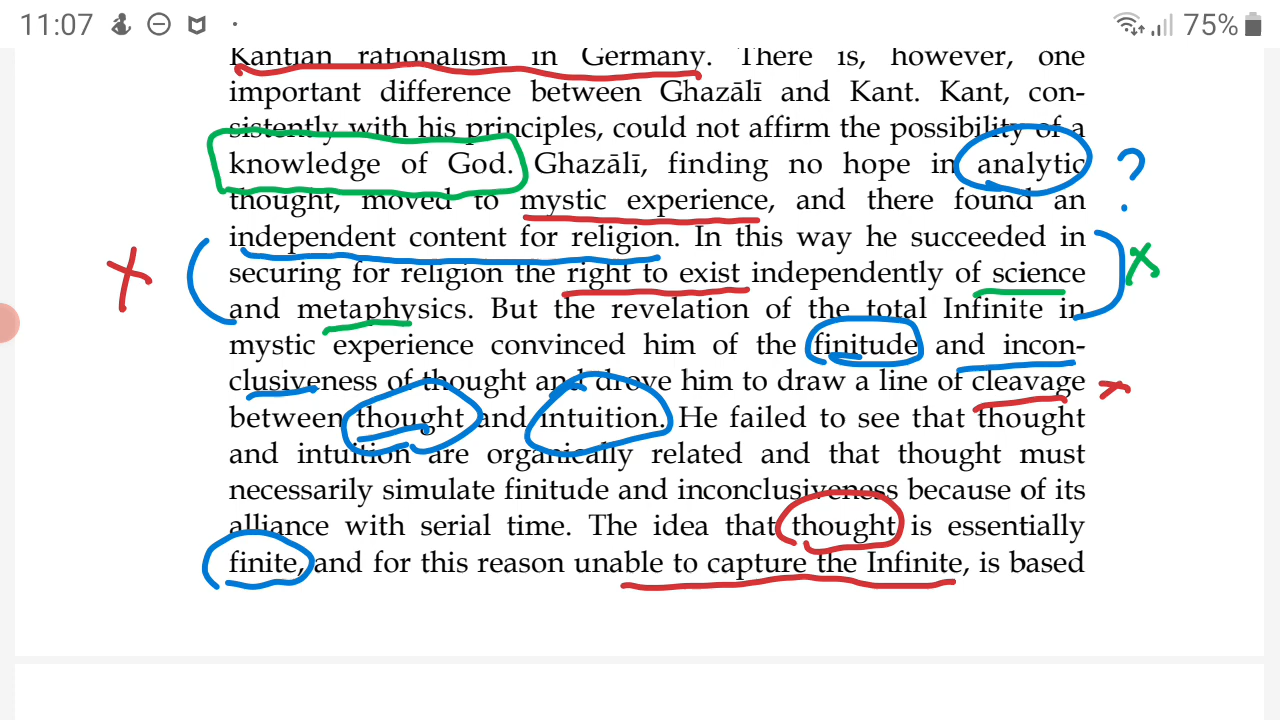 11:07
75%
Kantian rationalism in Germany. There is, however, one
important difference between Ghazālī and Kant. Kant, con-
sistently with his principles, could not affirm the possibility of a
knowledge of God. Ghazālī, finding no hope in analytic
?
thought, moved to mystic experience, and there found an
independent content for religion. In this way he succeeded in
securing for religion the right to exist independently of science
and metaphysics. But the revelation of the total Infinite in
mystic experience convinced him of the finitude and incon-
clusiveness of thought and drove him to draw a line of cleavage
between thought and intuition. He failed to see that thought
and intuition are organically related and that thought must
necessarily simulate finitude and inconclusiveness because of its
alliance with serial time. The idea that thought is essentially
finite, and for this reason unable to capture the Infinite, is based